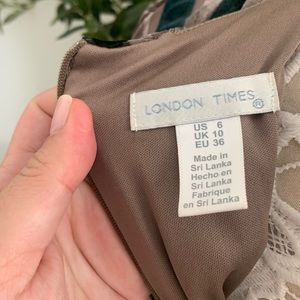 LONDON TIMES ®
US 6
UK 10
EU 36
Made in
Sri Lanka
Hecho en
Sri Lanka
Fabrique
en Sri Lanka